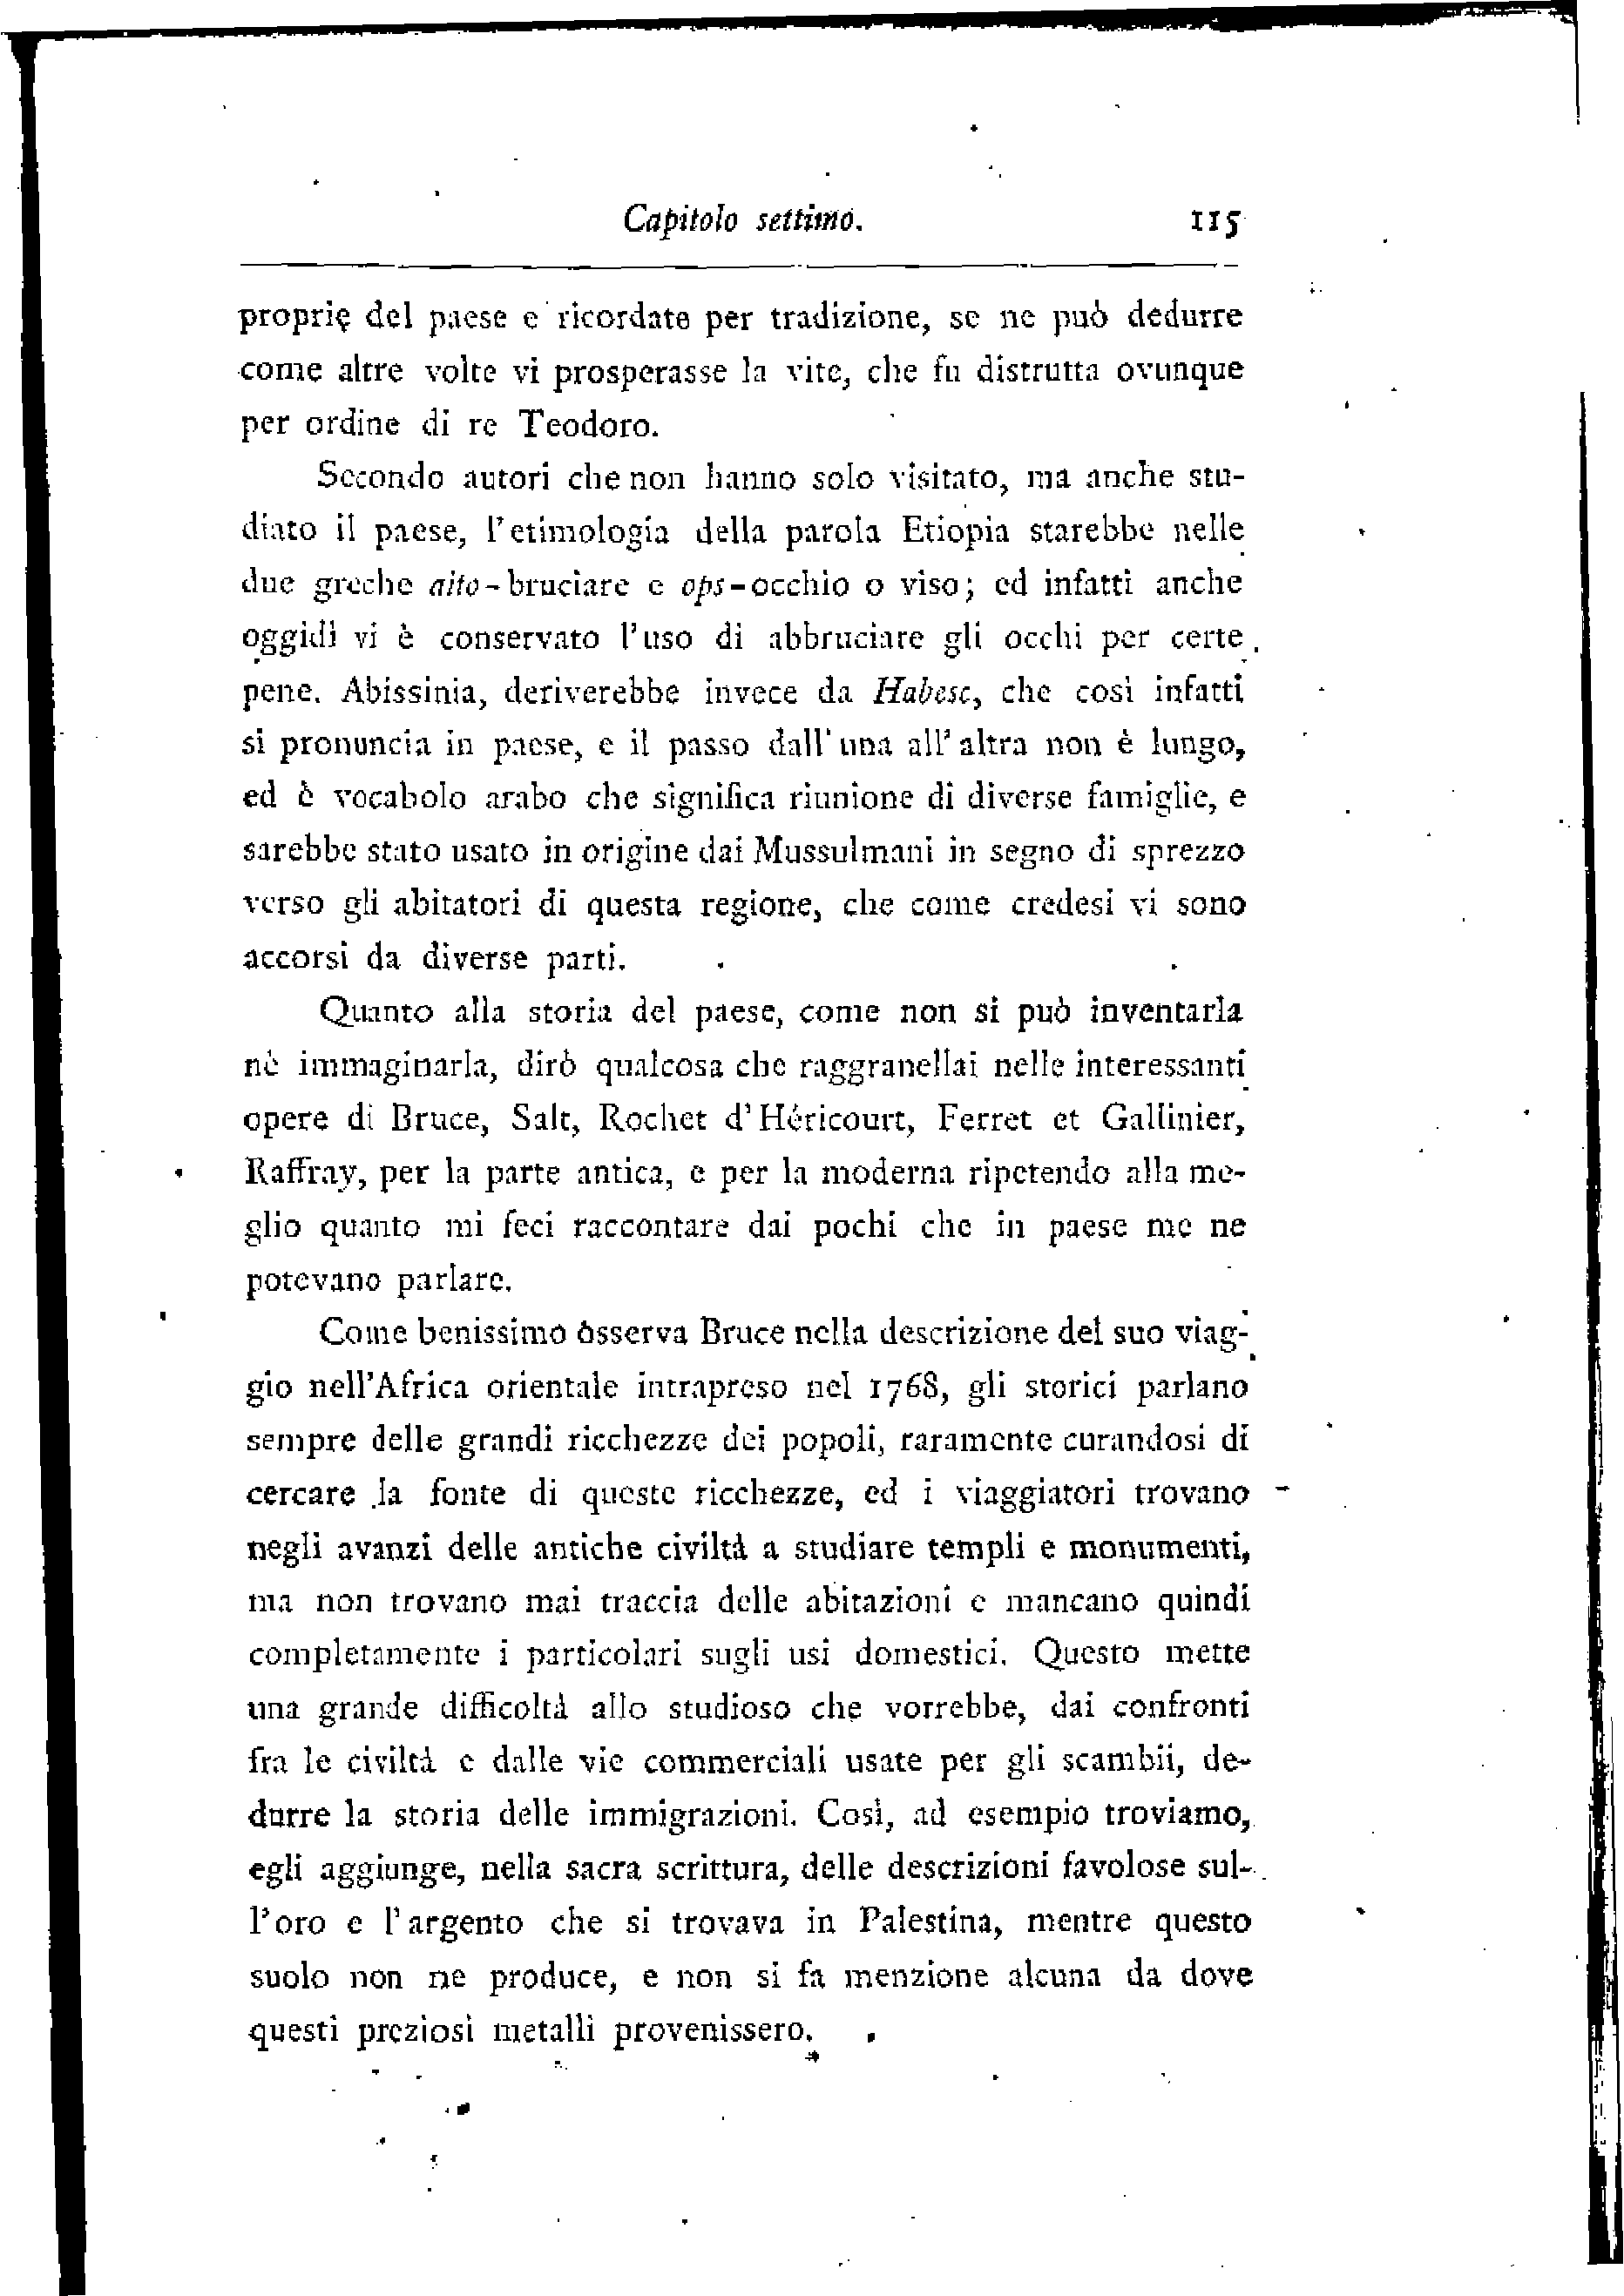 Capitolo settimo. 115
proprie del paese e ricordate per tradizione, se ne può dedurre
come altre volte vi prosperasse la vite, che fu distrutta ovunque
per ordine di re Teodoro.
Secondo autori che non hanno solo visitato, ma anche stu-
diato il paese, l'etimologia della parola Etiopia starebbe nelle
due greche aito-bruciare e ops-occhio o viso; ed infatti anche
oggidì vi è conservato l'uso di abbruciare gli occhi per certe
pene. Abissinia, deriverebbe invece da Habesc, che così infatti
si pronuncia in paese, e il passo dall'una all'altra non è lungo,
ed è vocabolo arabo che significa riunione di diverse famiglie, e
sarebbe stato usato in origine dai Mussulmani in segno di sprezzo
verso gli abitatori di questa regione, che come credesi vi sono
accorsi da diverse parti.
Quanto alla storia del paese, come non si può inventarla
nè immaginarla, dirò qualcosa che raggranellai nelle interessanti
opere di Bruce, Salt, Rochet d'Héricourt, Ferret et Gallinier,
Raffray, per la parte antica, e per la moderna ripetendo alla me-
glio quanto mi feci raccontare dai pochi che in paese me ne
potevano parlare.
Come benissimo osserva Bruce nella descrizione del suo viag-
gio nell'Africa orientale intrapreso nel 1768, gli storici parlano
sempre delle grandi ricchezze dei popoli, raramente curandosi di
cercare la fonte di queste ricchezze, ed i viaggiatori trovano
negli avanzi delle antiche civiltà a studiare templi e monumenti,
ma non trovano mai traccia delle abitazioni e mancano quindi
completamente i particolari sugli usi domestici. Questo mette
una grande difficoltà allo studioso che vorrebbe, dai confronti
fra le civiltà e dalle vie commerciali usate per gli scambii, de-
durre la storia delle immigrazioni. Così, ad esempio troviamo,
egli aggiunge, nella sacra scrittura, delle descrizioni favolose sul-
l'oro e l'argento che si trovava in Palestina, mentre questo
suolo non ne produce, e non si fa menzione alcuna da dove
questi preziosi metalli provenissero.